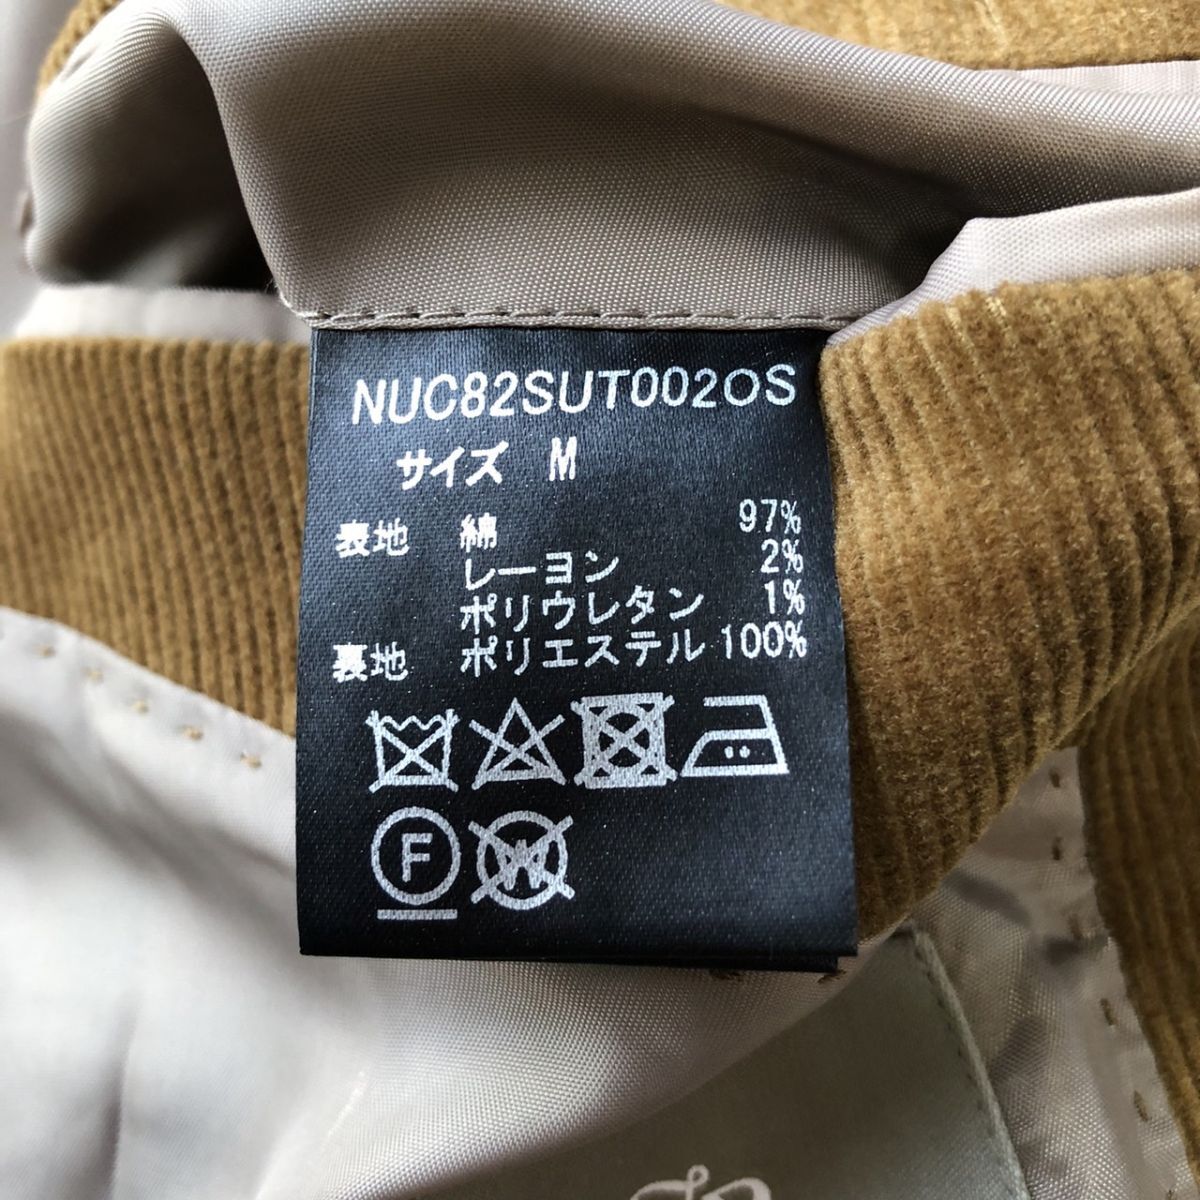 NUC82SUT002OS
サイズ M
表地 綿 97%
レーヨン 2%
ポリウレタン 1%
裏地 ポリエステル 100%
F W